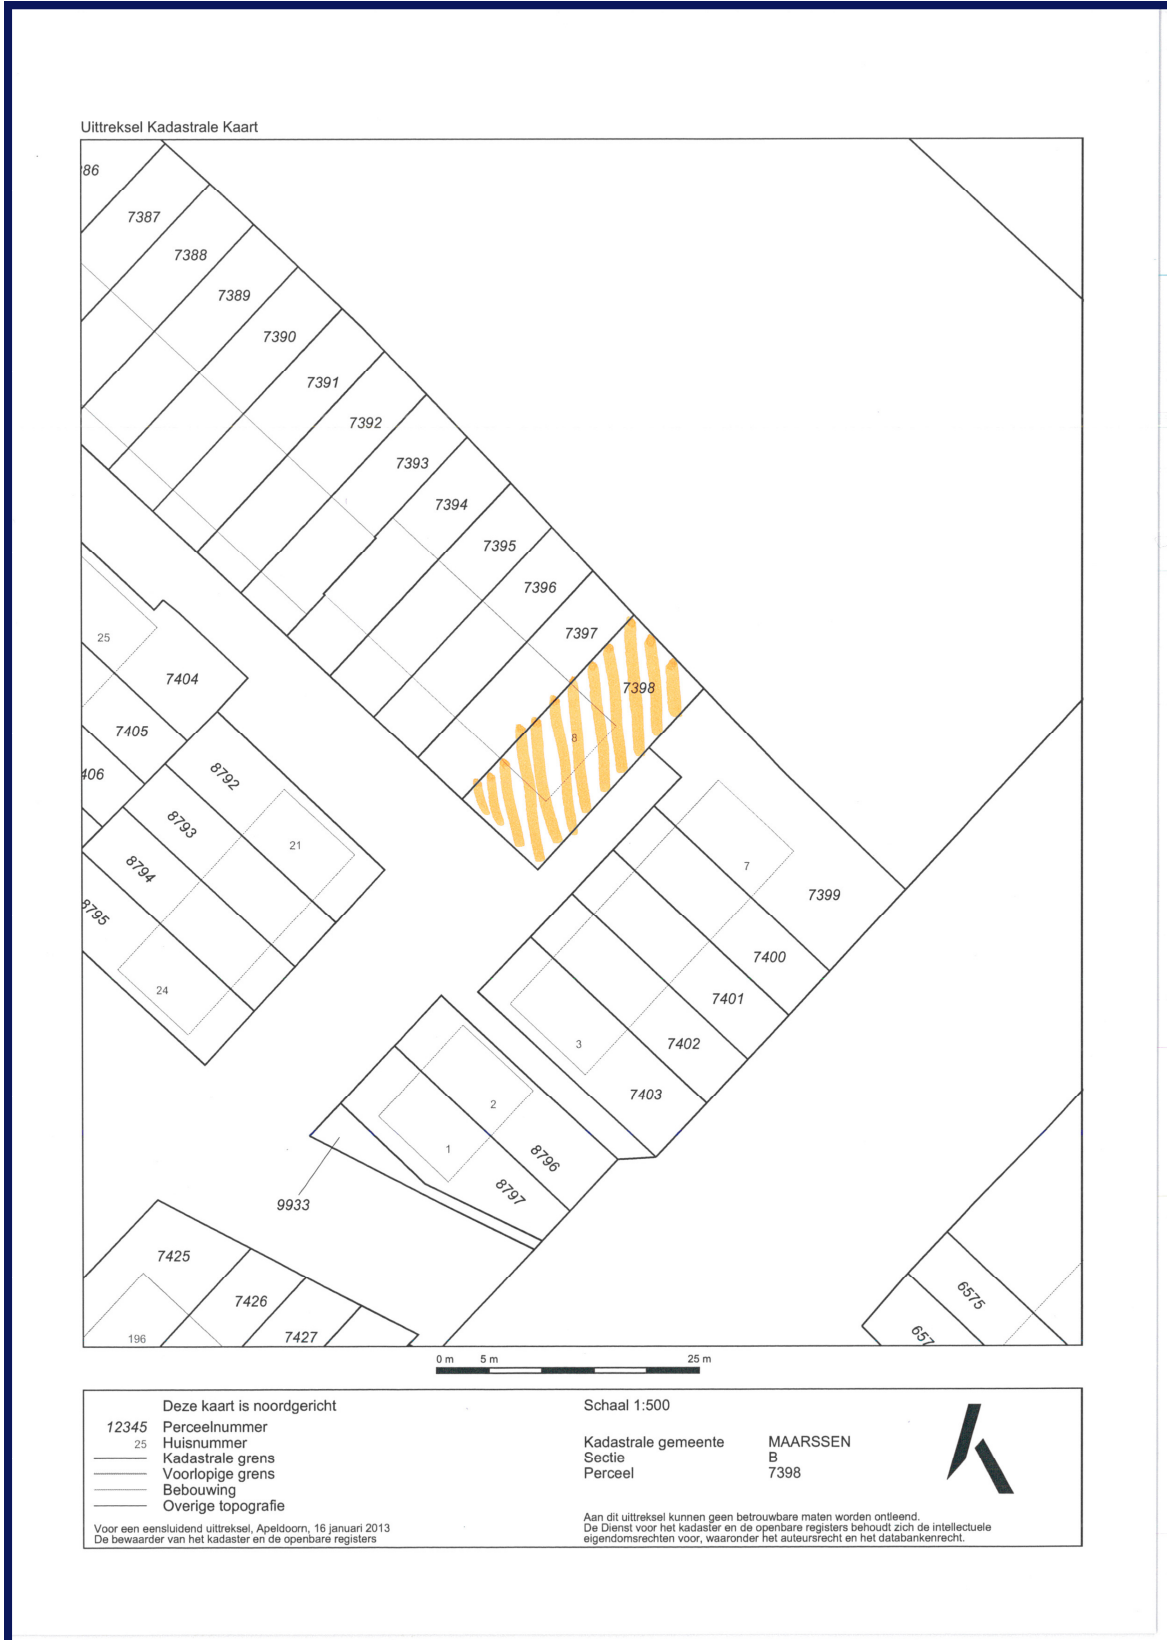 Uittreksel Kadastrale Kaart
86
7387
7388
7389
7390
7391
7392
7393
7394
7395
7396
7397
7398
8
25
7404
7405
406
8792
8793
8794
8795
21
24
7
7399
7400
7401
7402
7403
3
2
1
8796
8797
9933
7425
7426
7427
196
6575
657
0 m 5 m 25 m
Deze kaart is noordgericht
12345 Perceelnummer
25 Huisnummer
Kadastrale grens
Voorlopige grens
Bebouwing
Overige topografie
Voor een eensluidend uittreksel, Apeldoorn, 16 januari 2013
De bewaarder van het kadaster en de openbare registers
Schaal 1:500
Kadastrale gemeente MAARSSEN
Sectie B
Perceel 7398
Aan dit uittreksel kunnen geen betrouwbare maten worden ontleend.
De Dienst voor het kadaster en de openbare registers behoudt zich de intellectuele
eigendomsrechten voor, waaronder het auteursrecht en het databankenrecht.